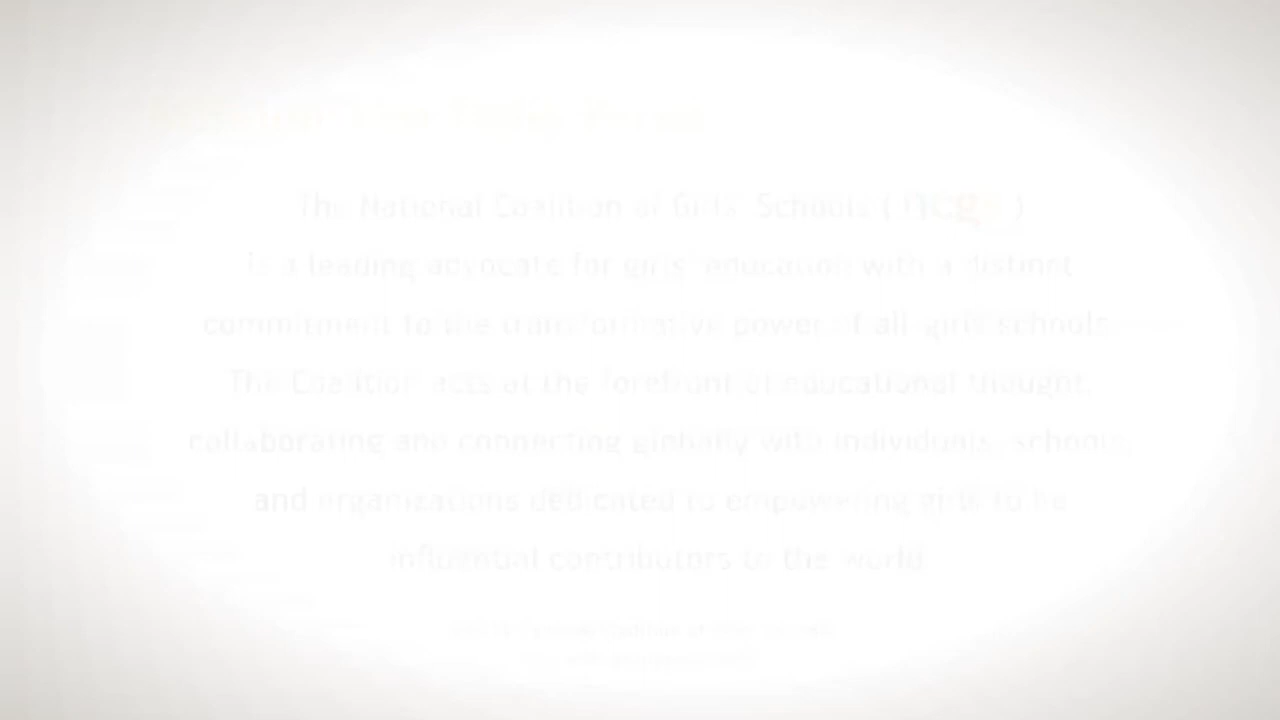 The National Coalition of Girls' Schools (ncgs)
is a leading advocate for girls' education with a distinct
commitment to the transformative power of all-girls schools.
The Coalition acts at the forefront of educational thought,
collaborating and connecting globally with individuals, schools,
and organizations dedicated to empowering girls to be
influential contributors to the world.